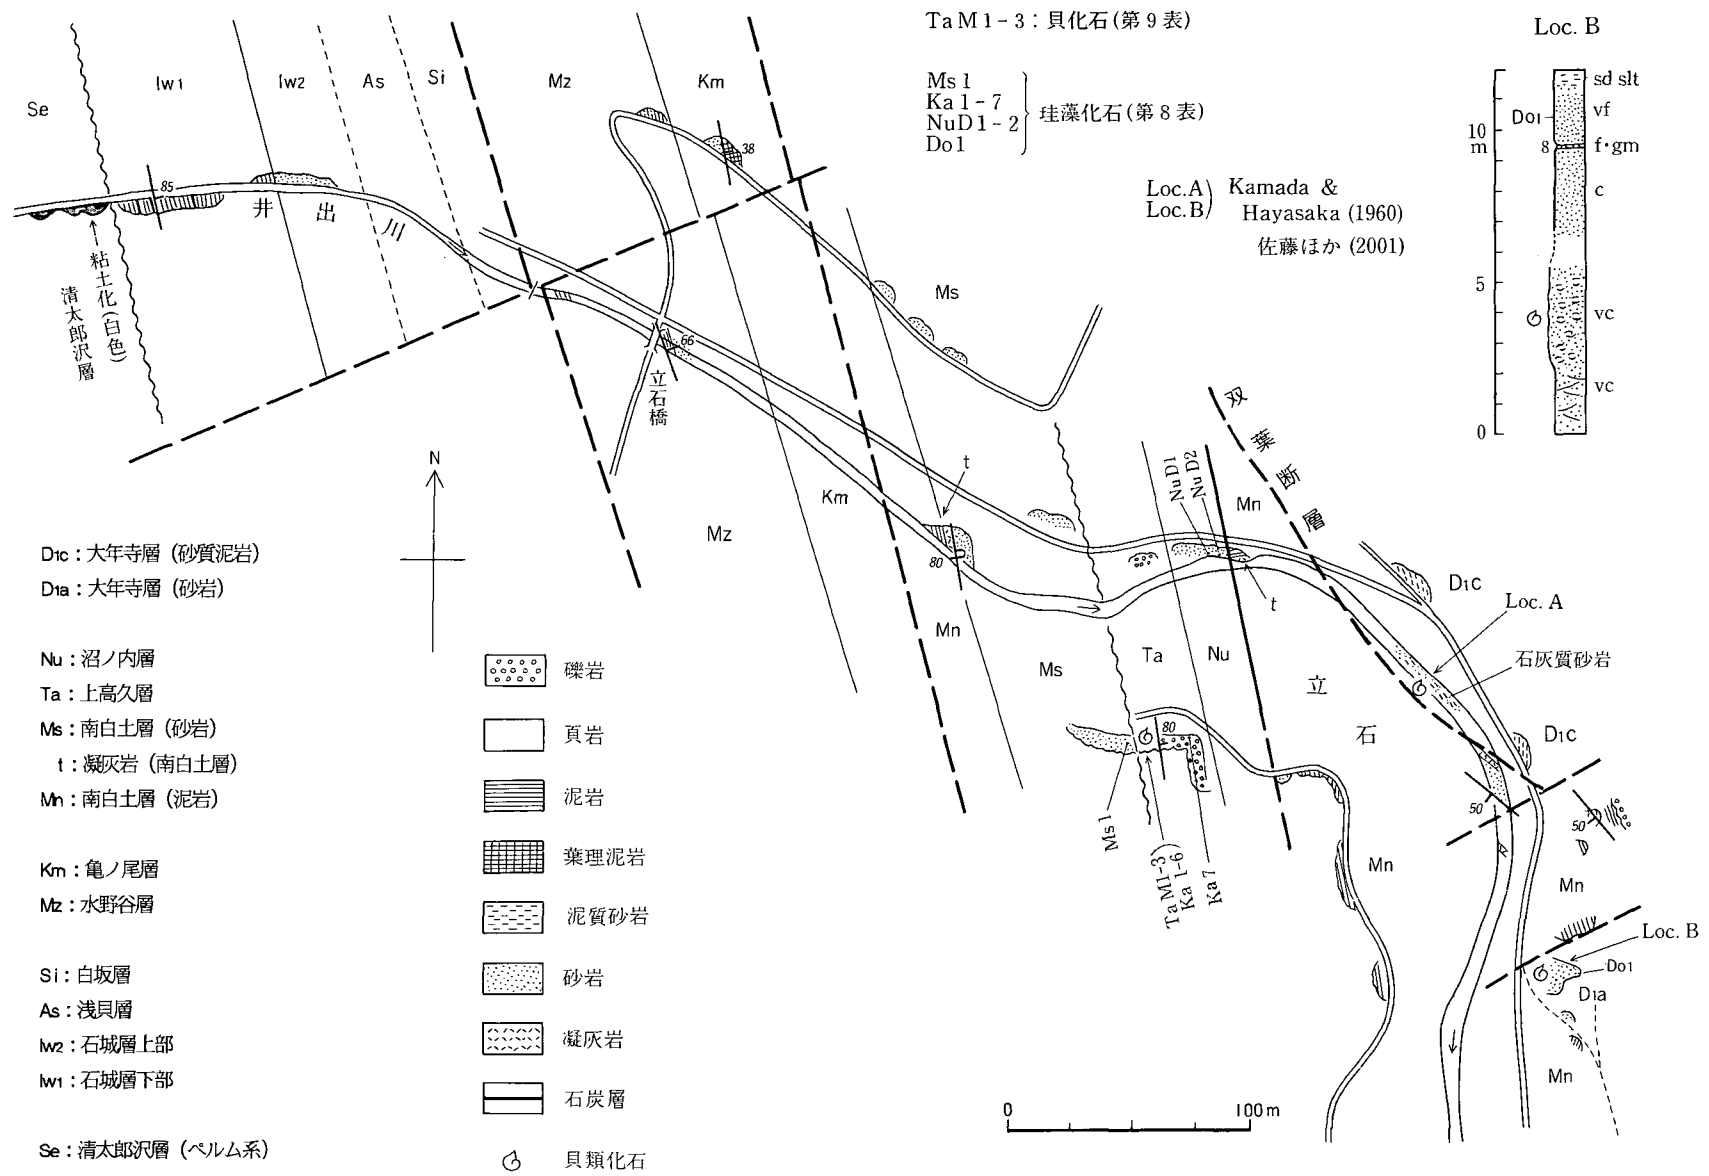 TaM1-3：貝化石(第9表)
Ms1
Ka1-7
NuD1-2
Do1
珪藻化石(第8表)
Loc.A) Kamada &
Loc.B) Hayasaka (1960)
佐藤ほか (2001)
Loc. B
sd slt
Do1
vf
10
m
8
f・gm
c
5
vc
vc
0
Se
Iw1
Iw2
As
Si
Mz
Km
38
85
井出川
粘土化(白色)
清太郎沢層
Ms
66
立石橋
双葉断層
t
NuD1
NuD2
Mn
Km
Mz
80
t
D1c
Loc. A
石灰質砂岩
Mn
Ms
Ta
Nu
立石
80
D1c
Ms1
TaM1-3)
Ka1-6)
Ka7
50
50
Mn
Mn
Loc. B
Do1
D1a
Mn
N
D1c：大年寺層 (砂質泥岩)
D1a：大年寺層 (砂岩)
Nu：沼ノ内層
Ta：上高久層
Ms：南白土層 (砂岩)
t：凝灰岩 (南白土層)
Mn：南白土層 (泥岩)
Km：亀ノ尾層
Mz：水野谷層
Si：白坂層
As：浅貝層
Iw2：石城層上部
Iw1：石城層下部
Se：清太郎沢層 (ペルム系)
礫岩
頁岩
泥岩
葉理泥岩
泥質砂岩
砂岩
凝灰岩
石炭層
貝類化石
0
100m